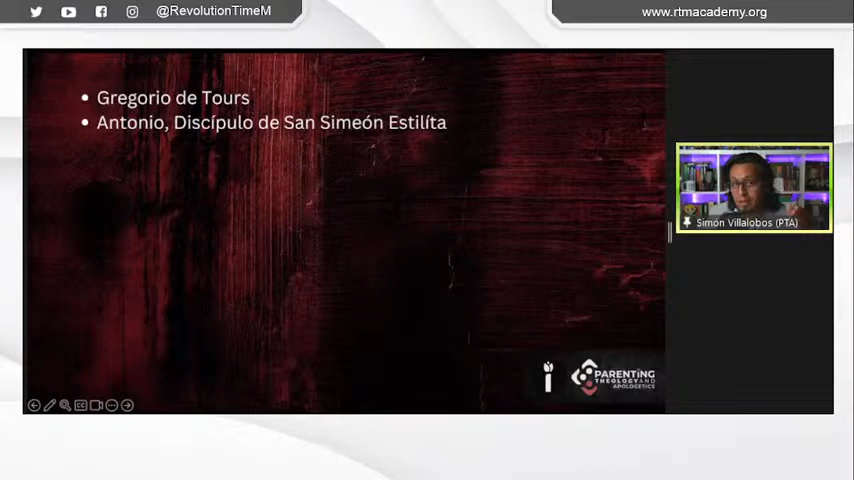 @RevolutionTimeM
www.rtmacademy.org
• Gregorio de Tours
• Antonio, Discípulo de San Simeón Estilíta
Simón Villalobos (PTA)
PARENTING
THEOLOGY AND
APOLOGETICS
CC